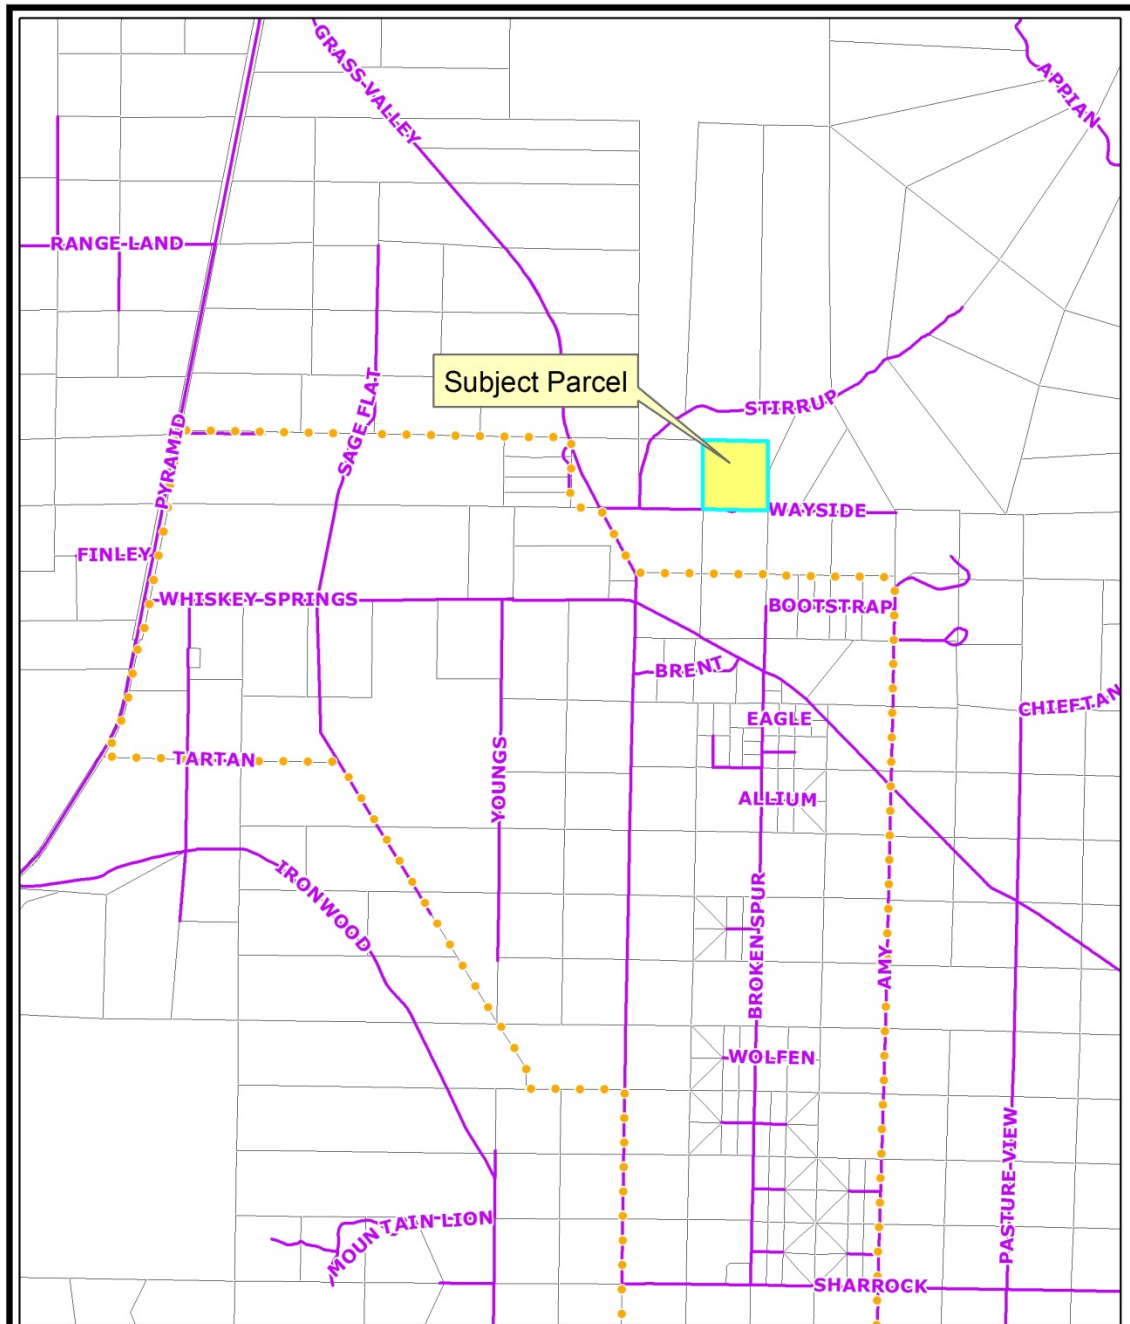 GRASS-VALLEY
APPIAN
RANGE-LAND
Subject Parcel
SAGE FLAT
STIRRUP
PYRAMID
WAYSIDE
FINLEY
WHISKEY-SPRINGS
BOOTSTRAP
BRENT
CHIEFTAN
EAGLE
TARTAN
YOUNGS
ALLIUM
IRONWOOD
BROKEN-SPUR
AMY
WOLFEN
PASTURE-VIEW
MOUNTAIN-LION
SHARROCK